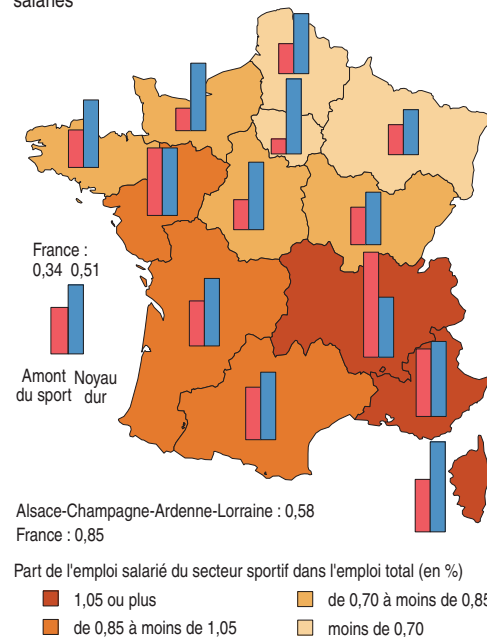 salariés
France :
0,34 0,51
Amont Noyau
du sport dur
Alsace-Champagne-Ardenne-Lorraine : 0,58
France : 0,85
Part de l'emploi salarié du secteur sportif dans l'emploi total (en %)
1,05 ou plus
de 0,85 à moins de 1,05
de 0,70 à moins de 0,85
moins de 0,70